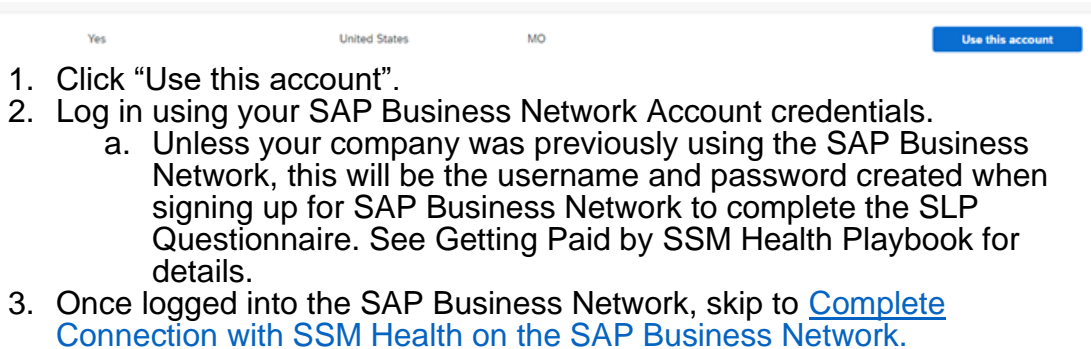 Yes United States MO Use this account
1. Click “Use this account”.
2. Log in using your SAP Business Network Account credentials.
a. Unless your company was previously using the SAP Business
Network, this will be the username and password created when
signing up for SAP Business Network to complete the SLP
Questionnaire. See Getting Paid by SSM Health Playbook for
details.
3. Once logged into the SAP Business Network, skip to Complete
Connection with SSM Health on the SAP Business Network.